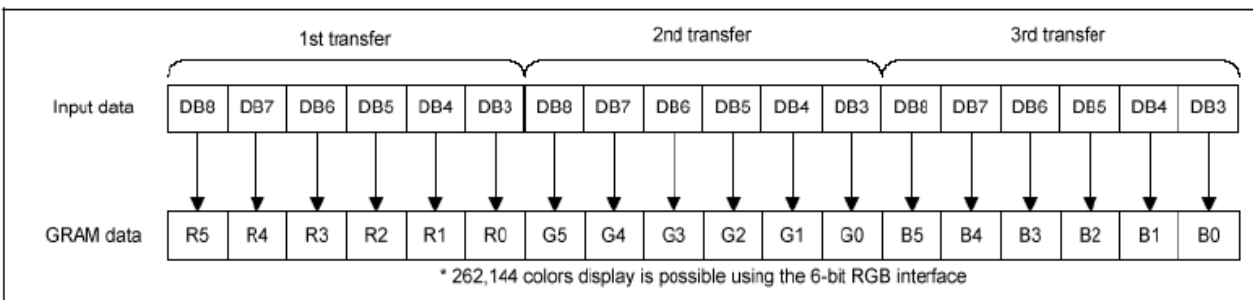 1st transfer 2nd transfer 3rd transfer
Input data DB8 DB7 DB6 DB5 DB4 DB3 DB8 DB7 DB6 DB5 DB4 DB3 DB8 DB7 DB6 DB5 DB4 DB3
GRAM data R5 R4 R3 R2 R1 R0 G5 G4 G3 G2 G1 G0 B5 B4 B3 B2 B1 B0
* 262,144 colors display is possible using the 6-bit RGB interface